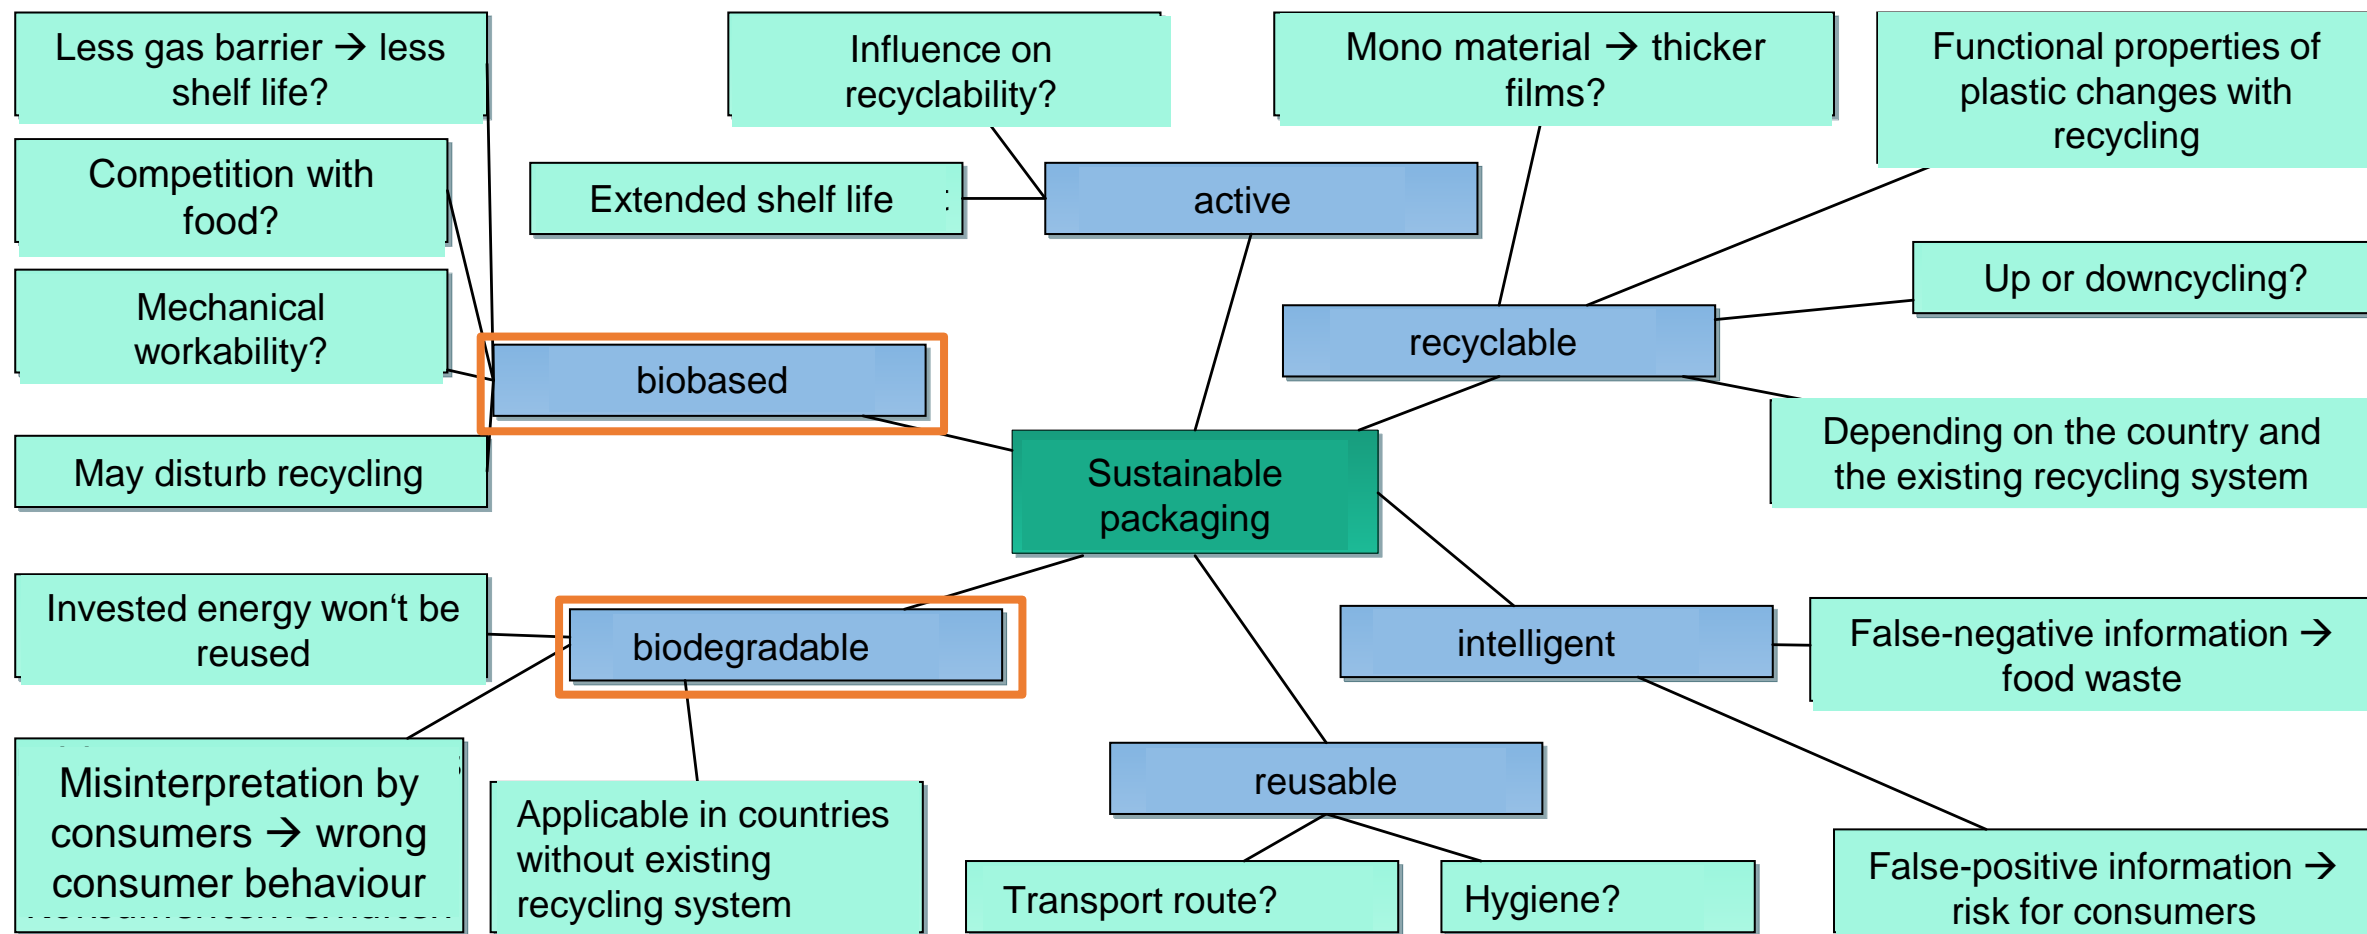 Less gas barrier → less
shelf life?
Influence on
recyclability?
Mono material → thicker
films?
Functional properties of
plastic changes with
recycling
Competition with
food?
Extended shelf life
active
Up or downcycling?
Mechanical
workability?
recyclable
biobased
Depending on the country and
the existing recycling system
May disturb recycling
Sustainable
packaging
Invested energy won‘t be
reused
biodegradable
intelligent
False-negative information →
food waste
Misinterpretation by
consumers → wrong
consumer behaviour
Applicable in countries
without existing
recycling system
reusable
Transport route?
Hygiene?
False-positive information →
risk for consumers